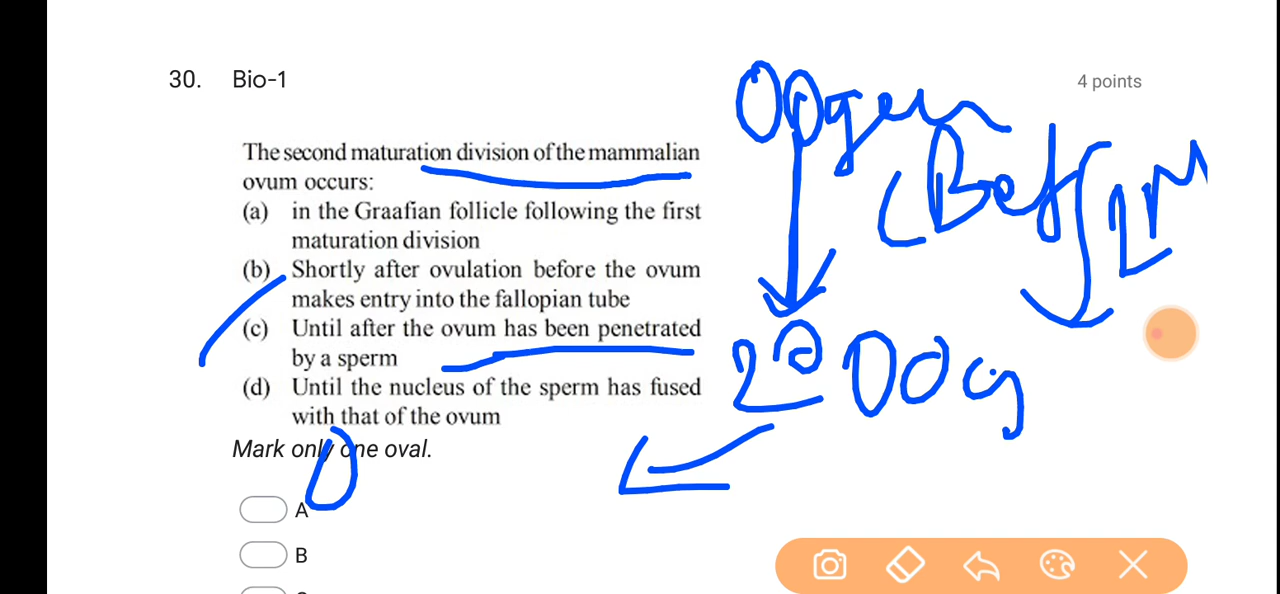 30. Bio-1
4 points
The second maturation division of the mammalian
ovum occurs:
(a) in the Graafian follicle following the first
maturation division
(b) Shortly after ovulation before the ovum
makes entry into the fallopian tube
(c) Until after the ovum has been penetrated
by a sperm
(d) Until the nucleus of the sperm has fused
with that of the ovum
Mark only one oval.
A
B